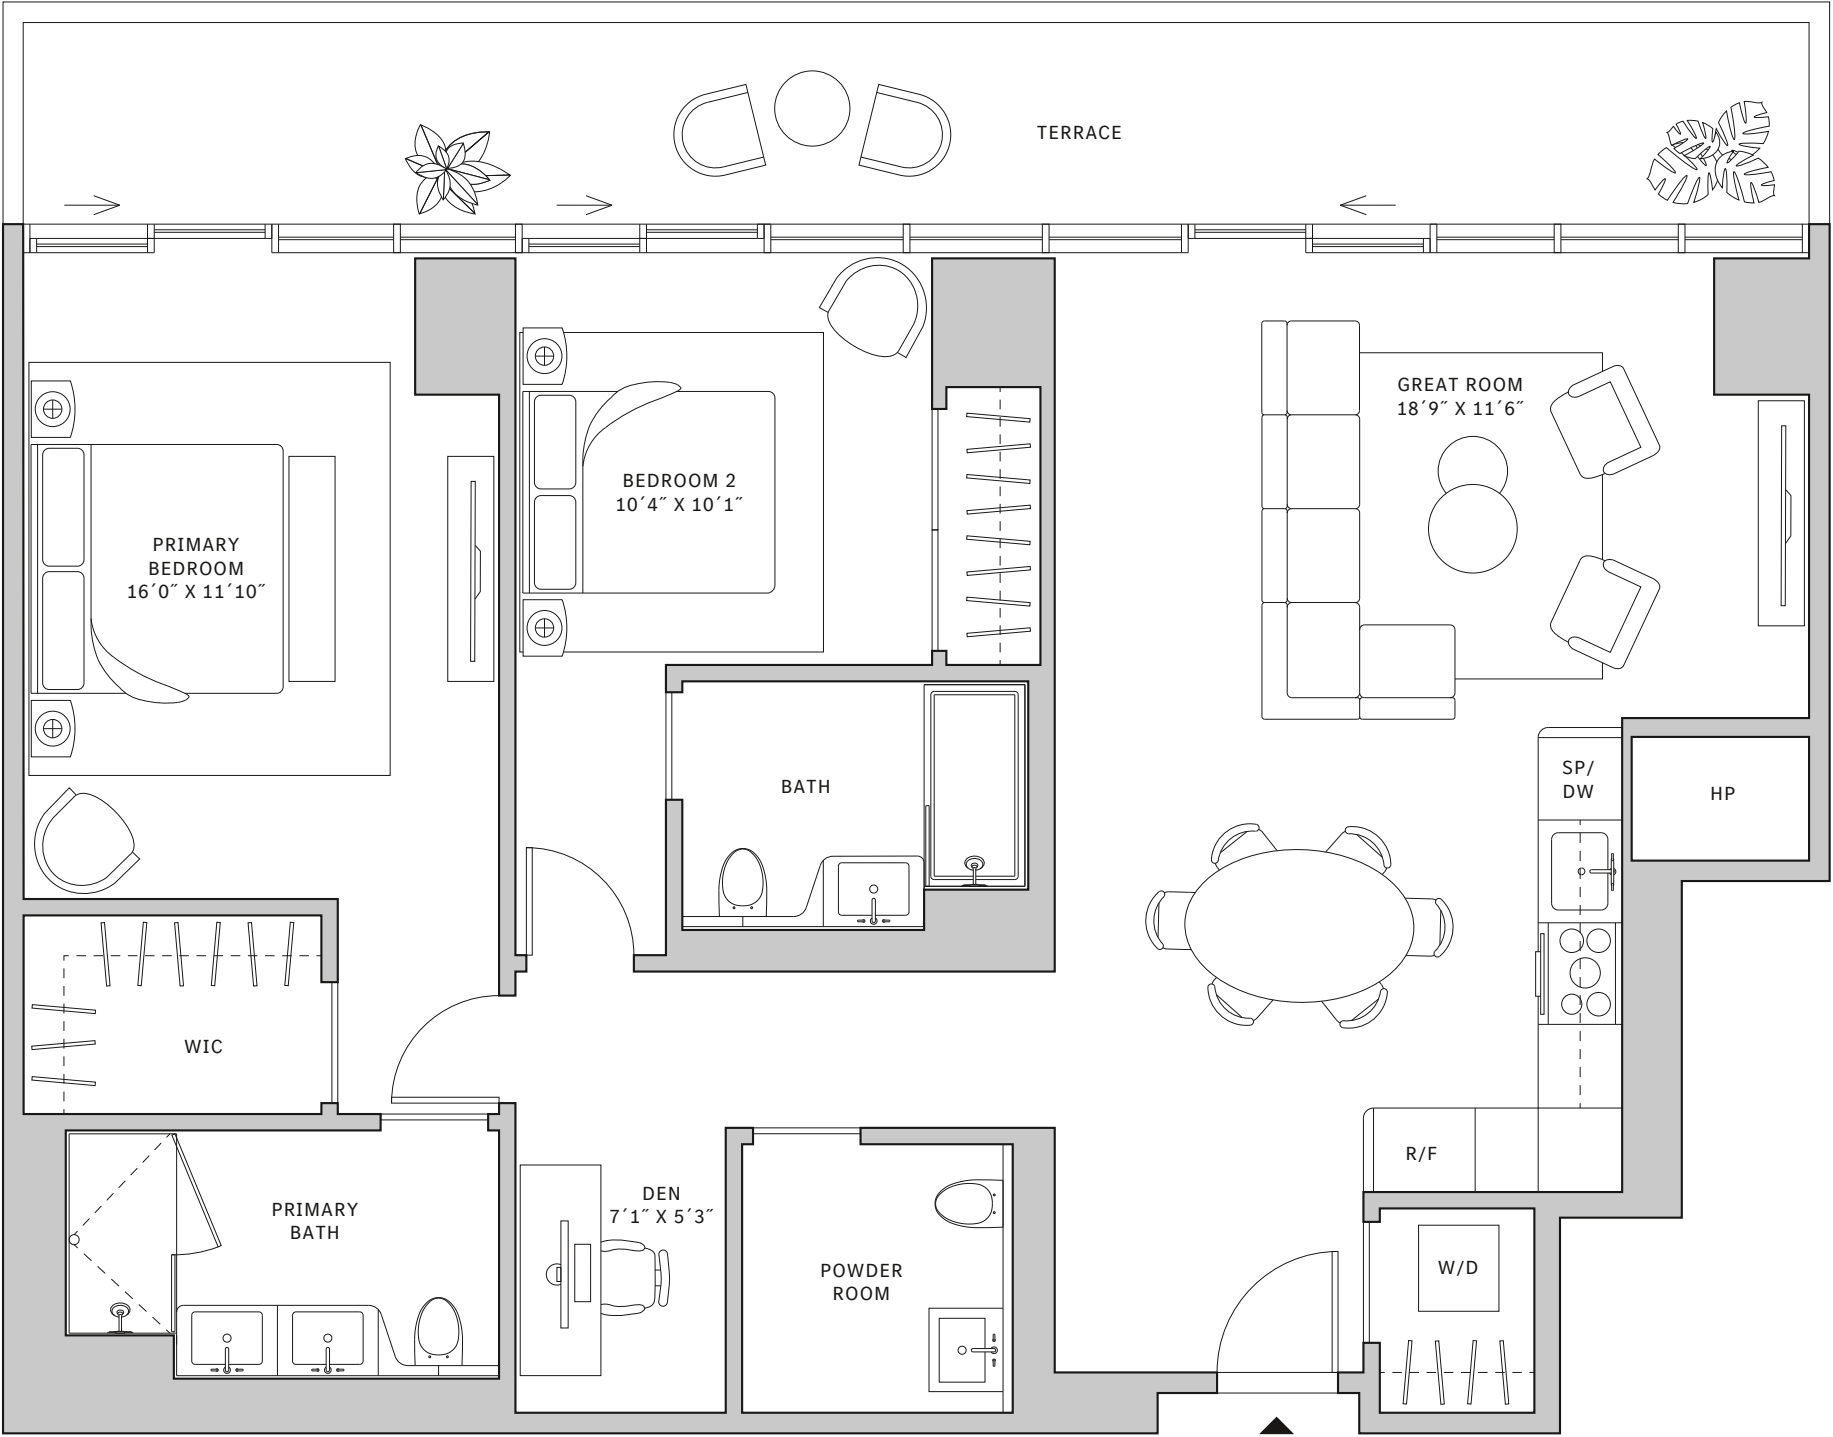 TERRACE
GREAT ROOM
18´9˝ X 11´6˝
BEDROOM 2
10´4˝ X 10´1˝
PRIMARY
BEDROOM
16´0˝ X 11´10˝
BATH
SP/
DW
HP
WIC
R/F
DEN
7´1˝ X 5´3˝
PRIMARY
BATH
POWDER
ROOM
W/D